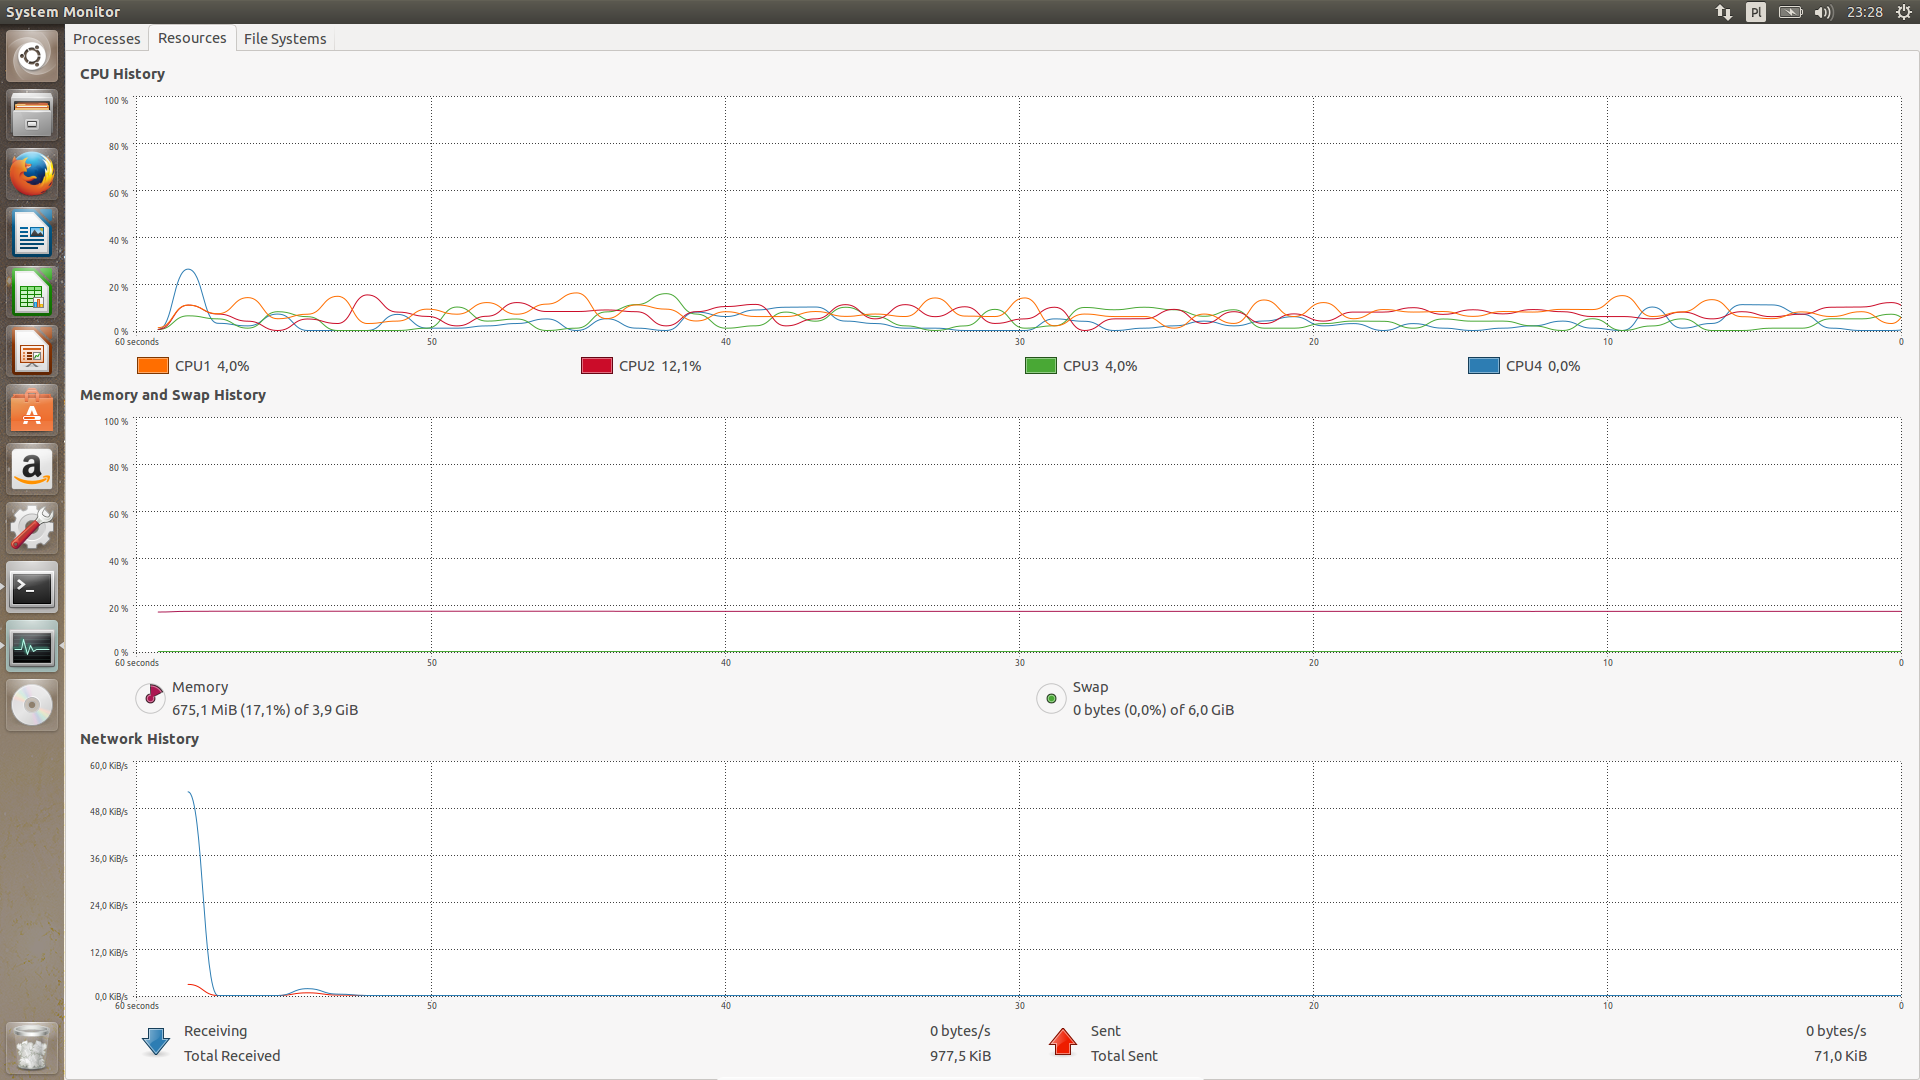 System Monitor
Pl
23:28
Processes Resources File Systems
CPU History
100 %
80 %
60 %
40 %
20 %
0 %
60 seconds 50 40 30 20 10 0
CPU1 4,0% CPU2 12,1% CPU3 4,0% CPU4 0,0%
Memory and Swap History
100 %
80 %
60 %
40 %
20 %
0 %
60 seconds 50 40 30 20 10 0
Memory
675,1 MiB (17,1%) of 3,9 GiB
Swap
0 bytes (0,0%) of 6,0 GiB
Network History
60,0 KiB/s
48,0 KiB/s
36,0 KiB/s
24,0 KiB/s
12,0 KiB/s
0,0 KiB/s
60 seconds 50 40 30 20 10 0
Receiving 0 bytes/s
Total Received 977,5 KiB
Sent 0 bytes/s
Total Sent 71,0 KiB